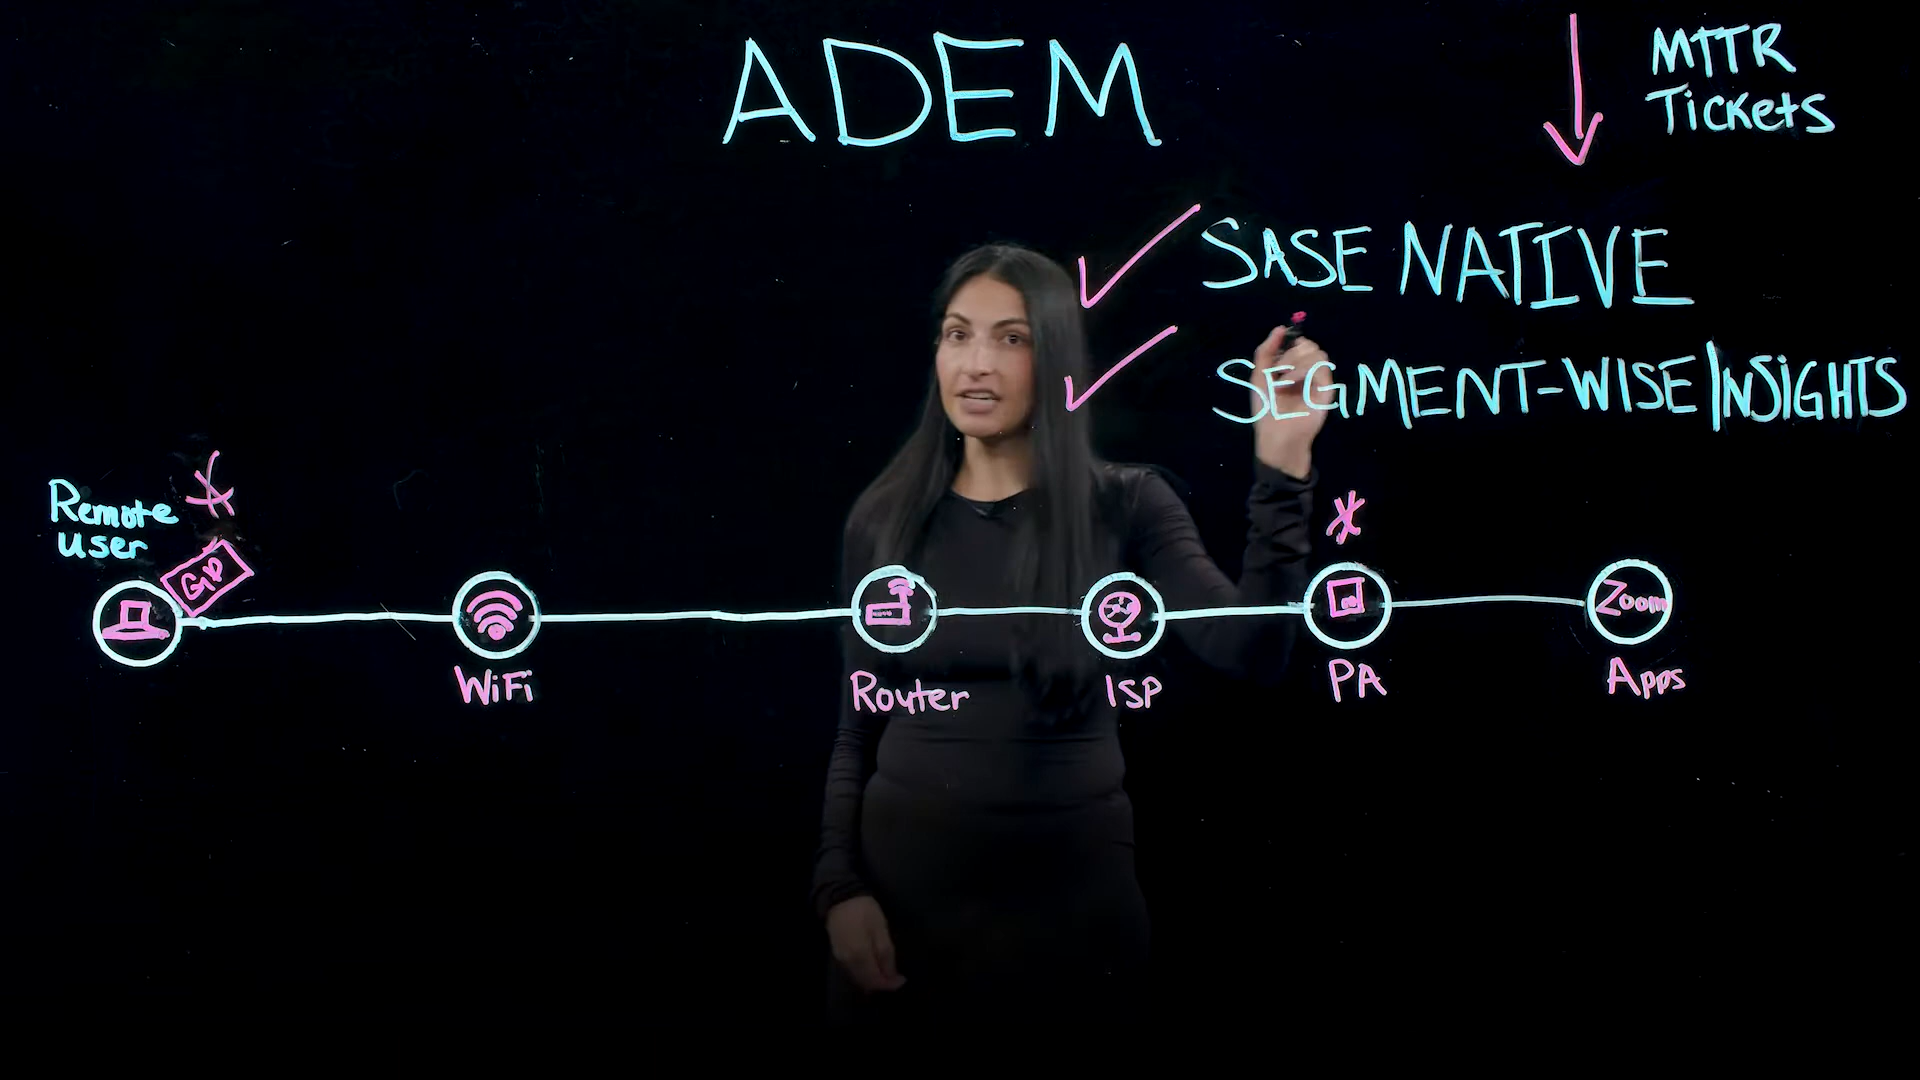 ADEM
MTTR
Tickets
SASE NATIVE
SEGMENT-WISE INSIGHTS
Remote
user
GP
Zoom
WiFi
Router
ISP
PA
Apps